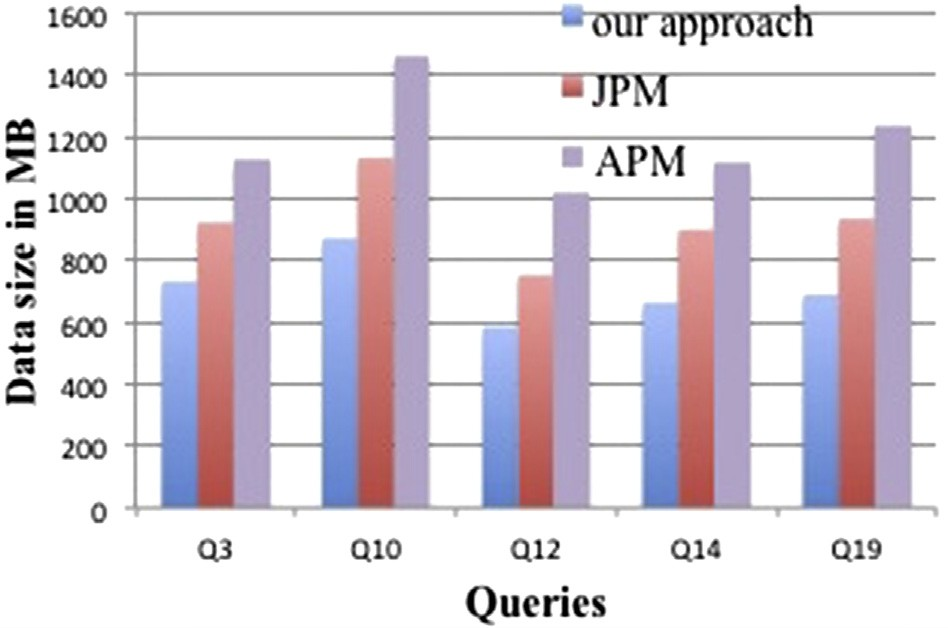 1600
our approach
1400
JPM
1200
APM
1000
800
600
400
200
0
Data size in MB
Q3 Q10 Q12 Q14 Q19
Queries